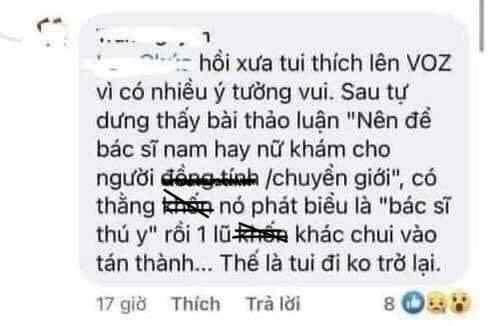 hồi xưa tui thích lên VOZ
vì có nhiều ý tưởng vui. Sau tự
dưng thấy bài thảo luận "Nên để
bác sĩ nam hay nữ khám cho
người đồng tính /chuyển giới", có
thằng khốn nó phát biểu là "bác sĩ
thú y" rồi 1 lũ khốn khác chui vào
tán thành... Thế là tui đi ko trở lại.
17 giờ Thích Trả lời 8